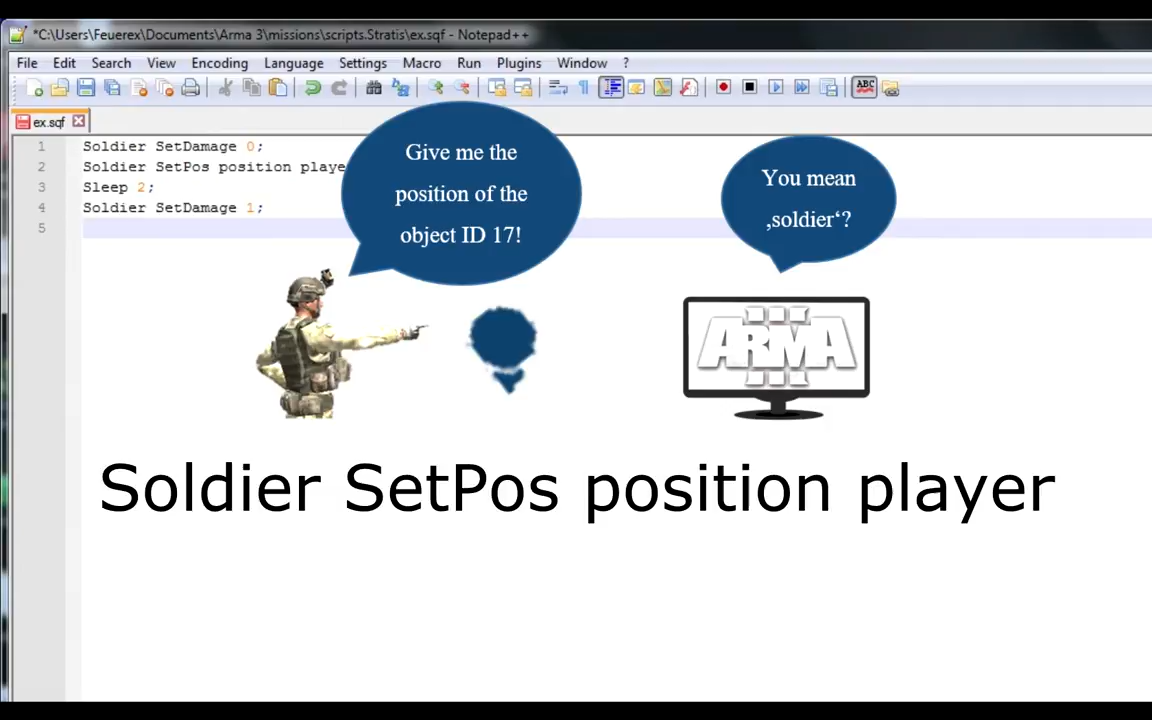 *C:\Users\Feuerex\Documents\Arma 3\missions\scripts.Stratis\ex.sqf - Notepad++
File Edit Search View Encoding Language Settings Macro Run Plugins Window ?
ABC
ex.sqf
1 Soldier SetDamage 0;
2 Soldier SetPos position playe
3 Sleep 2;
4 Soldier SetDamage 1;
5
Give me the
position of the
object ID 17!
You mean
‚soldier‘?
ARMA
Soldier SetPos position player